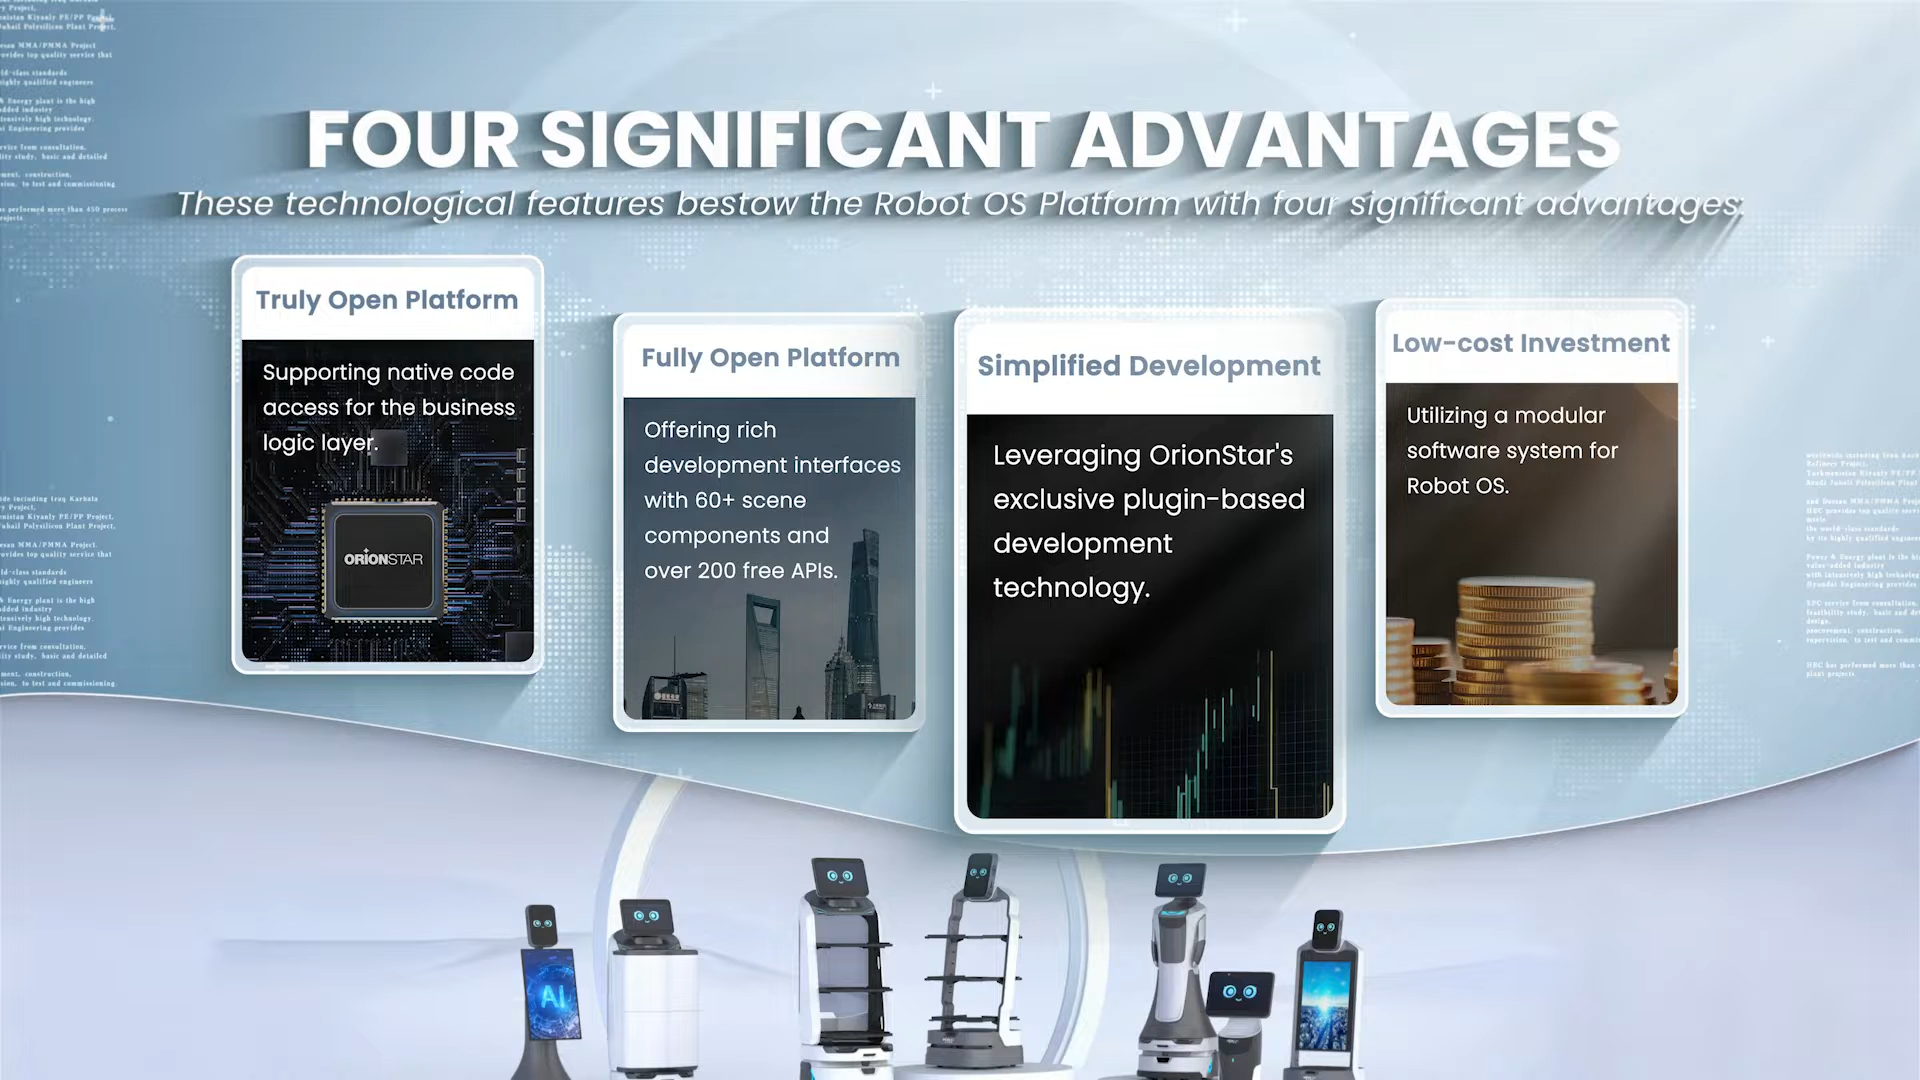 FOUR SIGNIFICANT ADVANTAGES
These technological features bestow the Robot OS Platform with four significant advantages:
Truly Open Platform
Supporting native code
access for the business
logic layer.
ORIONSTAR
Fully Open Platform
Offering rich
development interfaces
with 60+ scene
components and
over 200 free APIs.
Simplified Development
Leveraging OrionStar's
exclusive plugin-based
development
technology.
Low-cost Investment
Utilizing a modular
software system for
Robot OS.
AI